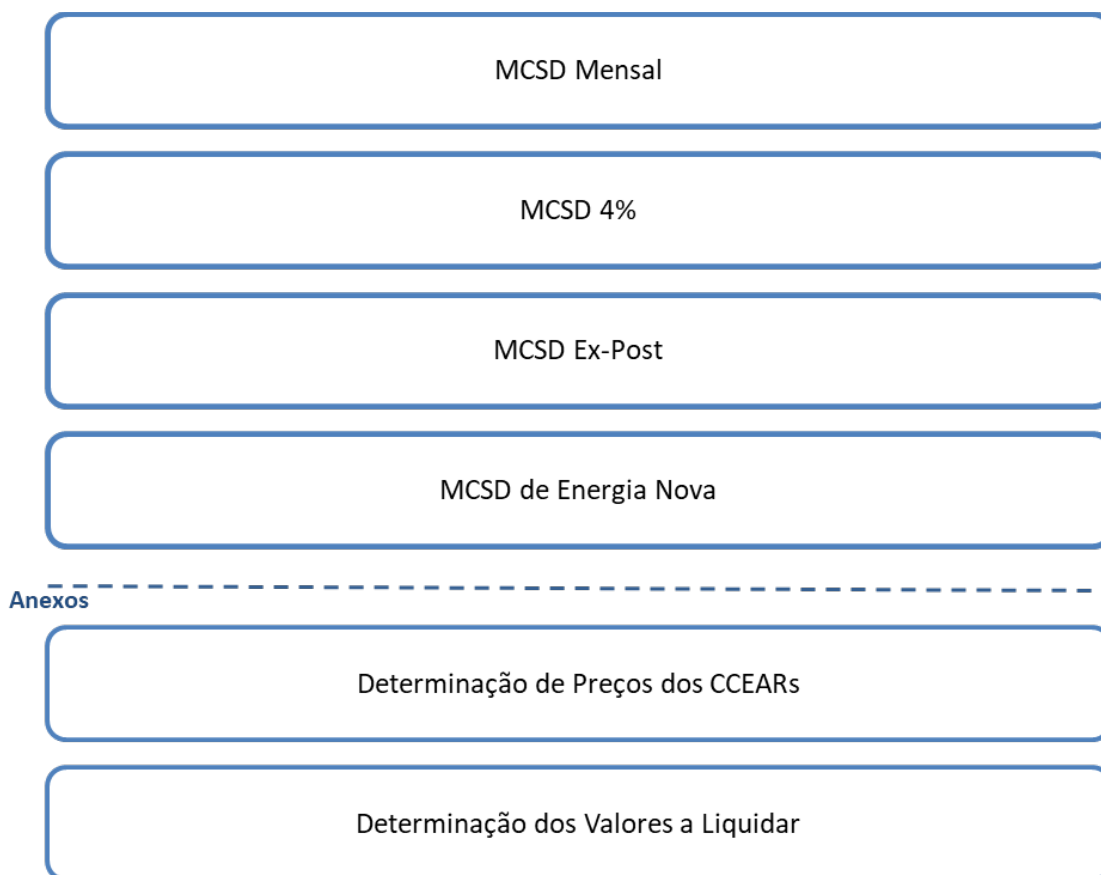 MCSD Mensal
MCSD 4%
MCSD Ex-Post
MCSD de Energia Nova
Anexos
Determinação de Preços dos CCEARs
Determinação dos Valores a Liquidar